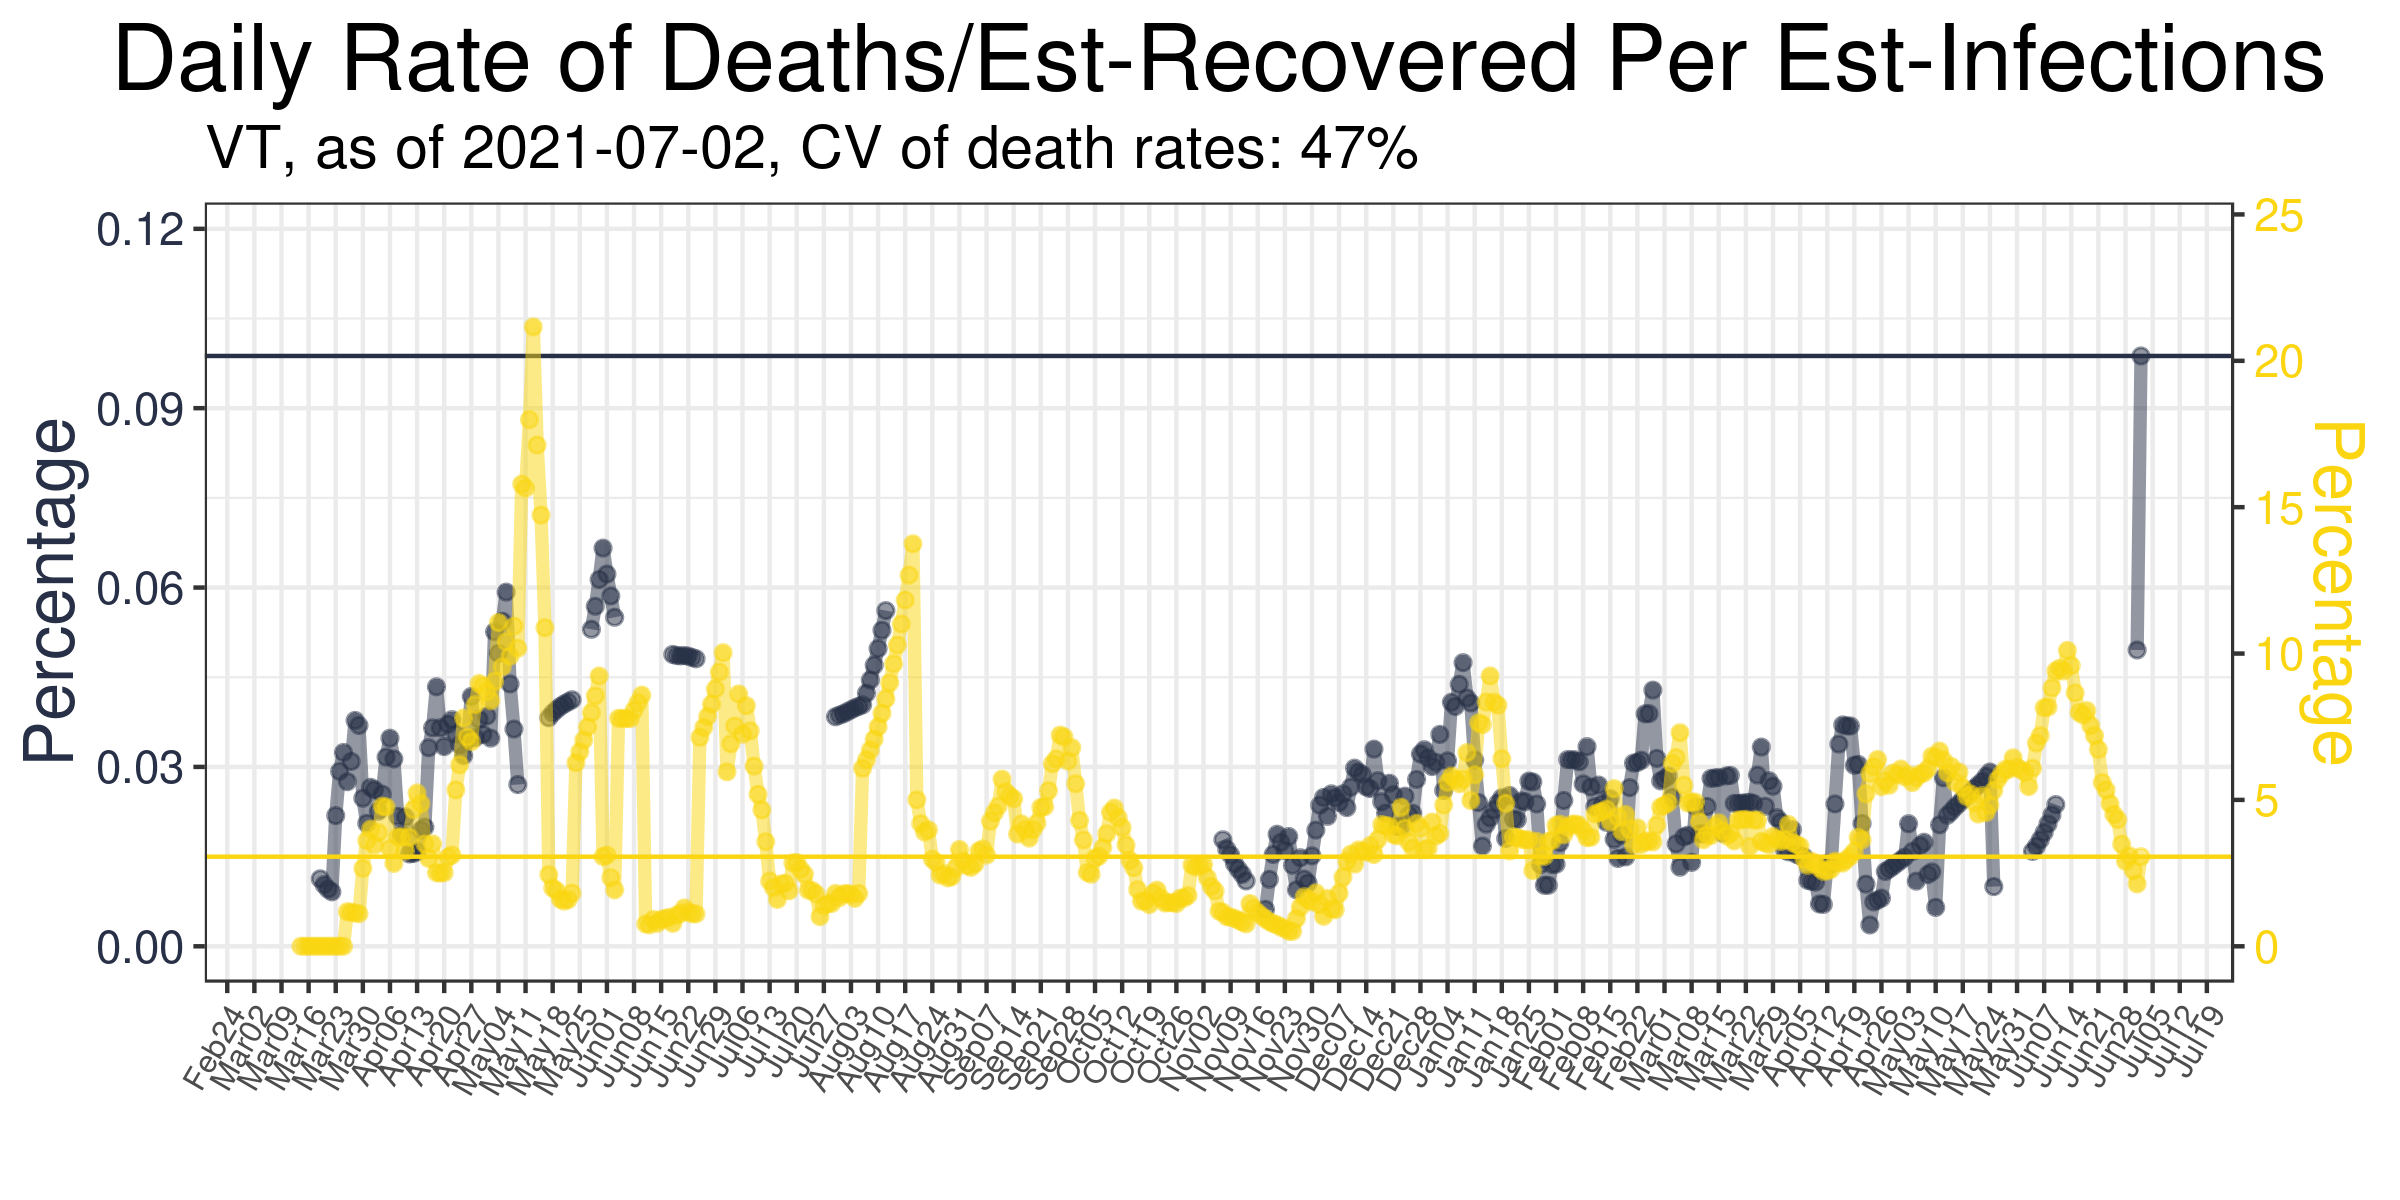 Daily Rate of Deaths/Est-Recovered Per Est-Infections
VT, as of 2021-07-02, CV of death rates: 47%
Percentage
0.12
0.09
0.06
0.03
0.00
25
20
15
10
5
0
Percentage
Feb24
Mar02
Mar09
Mar16
Mar23
Mar30
Apr06
Apr13
Apr20
Apr27
May04
May11
May18
May25
Jun01
Jun08
Jun15
Jun22
Jun29
Jul06
Jul13
Jul20
Jul27
Aug03
Aug10
Aug17
Aug24
Aug31
Sep07
Sep14
Sep21
Sep28
Oct05
Oct12
Oct19
Oct26
Nov02
Nov09
Nov16
Nov23
Nov30
Dec07
Dec14
Dec21
Dec28
Jan04
Jan11
Jan18
Jan25
Feb01
Feb08
Feb15
Feb22
Mar01
Mar08
Mar15
Mar22
Mar29
Apr05
Apr12
Apr19
Apr26
May03
May10
May17
May24
May31
Jun07
Jun14
Jun21
Jun28
Jul05
Jul12
Jul19